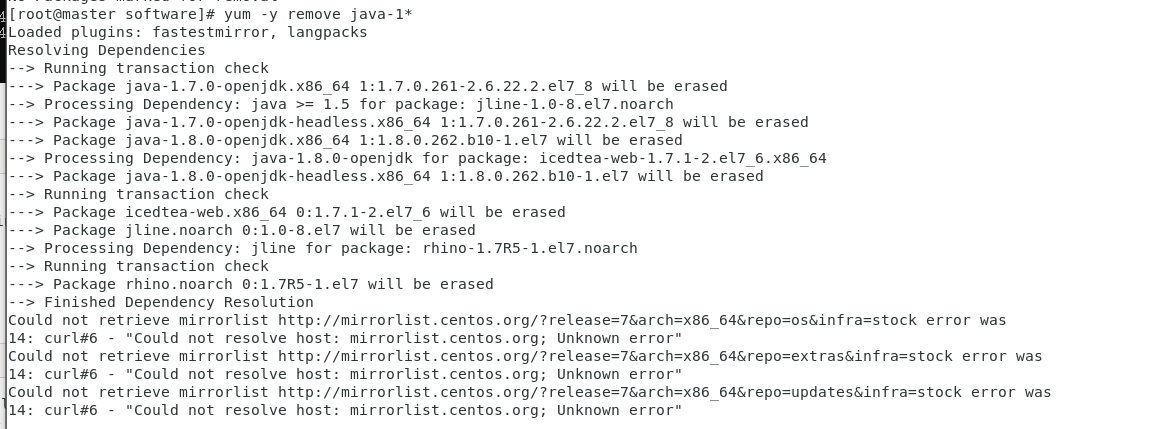 [root@master software]# yum -y remove java-1*
Loaded plugins: fastestmirror, langpacks
Resolving Dependencies
--> Running transaction check
---> Package java-1.7.0-openjdk.x86_64 1:1.7.0.261-2.6.22.2.el7_8 will be erased
--> Processing Dependency: java >= 1.5 for package: jline-1.0-8.el7.noarch
---> Package java-1.7.0-openjdk-headless.x86_64 1:1.7.0.261-2.6.22.2.el7_8 will be erased
---> Package java-1.8.0-openjdk.x86_64 1:1.8.0.262.b10-1.el7 will be erased
--> Processing Dependency: java-1.8.0-openjdk for package: icedtea-web-1.7.1-2.el7_6.x86_64
---> Package java-1.8.0-openjdk-headless.x86_64 1:1.8.0.262.b10-1.el7 will be erased
--> Running transaction check
---> Package icedtea-web.x86_64 0:1.7.1-2.el7_6 will be erased
---> Package jline.noarch 0:1.0-8.el7 will be erased
--> Processing Dependency: jline for package: rhino-1.7R5-1.el7.noarch
--> Running transaction check
---> Package rhino.noarch 0:1.7R5-1.el7 will be erased
--> Finished Dependency Resolution
Could not retrieve mirrorlist http://mirrorlist.centos.org/?release=7&arch=x86_64&repo=os&infra=stock error was
14: curl#6 - "Could not resolve host: mirrorlist.centos.org; Unknown error"
Could not retrieve mirrorlist http://mirrorlist.centos.org/?release=7&arch=x86_64&repo=extras&infra=stock error was
14: curl#6 - "Could not resolve host: mirrorlist.centos.org; Unknown error"
Could not retrieve mirrorlist http://mirrorlist.centos.org/?release=7&arch=x86_64&repo=updates&infra=stock error was
14: curl#6 - "Could not resolve host: mirrorlist.centos.org; Unknown error"